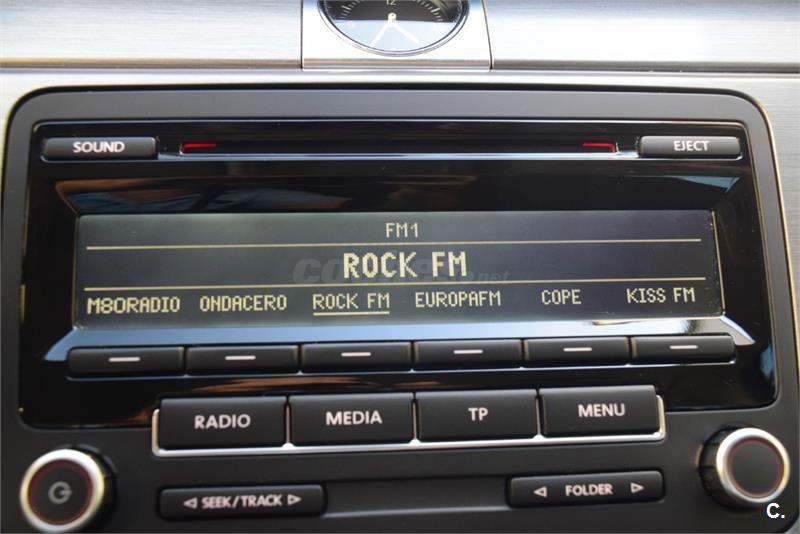 SOUND
EJECT
FM1
ROCK FM
M80RADIO ONDACERO ROCK FM EUROPAFM COPE KISS FM
RADIO MEDIA TP MENU
SEEK/TRACK
FOLDER
C.